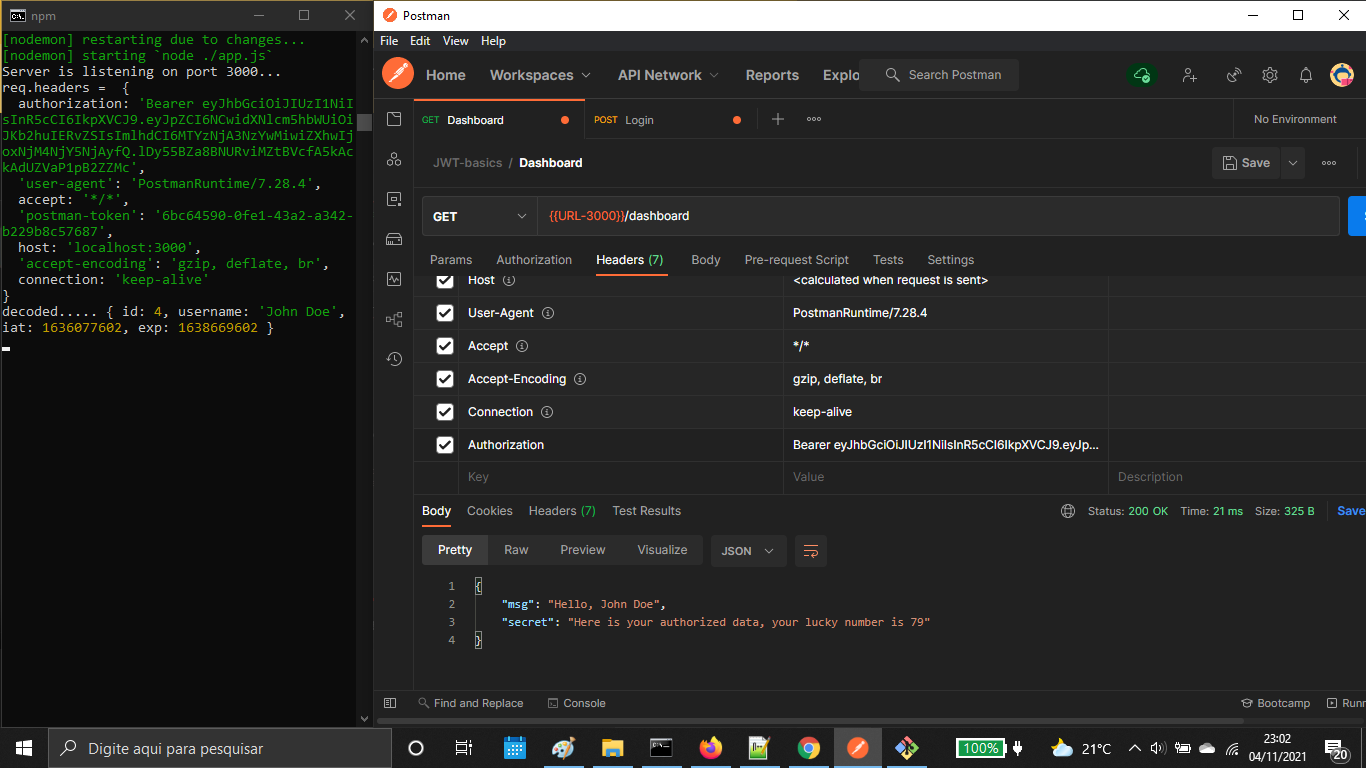 npm
[nodemon] restarting due to changes...
[nodemon] starting `node ./app.js`
Server is listening on port 3000...
req.headers =  {
  authorization: 'Bearer eyJhbGciOiJIUzI1NiI
sInR5cCI6IkpXVCJ9.eyJpZCI6NCwidXNlcm5hbWUiOi
JKb2huIERvZSIsImlhdCI6MTYzNjA3NzYwMiwiZXhwIj
oxNjM4NjY5NjAyfQ.lDy55BZa8BNURviMZtBVcfA5kAc
kAdUZVaP1pB2ZZMc',
  'user-agent': 'PostmanRuntime/7.28.4',
  accept: '*/*',
  'postman-token': '6bc64590-0fe1-43a2-a342-
b229b8c57687',
  host: 'localhost:3000',
  'accept-encoding': 'gzip, deflate, br',
  connection: 'keep-alive'
}
decoded..... { id: 4, username: 'John Doe',
iat: 1636077602, exp: 1638669602 }
Postman
File Edit View Help
Home Workspaces API Network Reports Explo Search Postman
GET Dashboard POST Login No Environment
JWT-basics / Dashboard Save
GET {{URL-3000}}/dashboard
Params Authorization Headers (7) Body Pre-request Script Tests Settings
Host <calculated when request is sent>
User-Agent PostmanRuntime/7.28.4
Accept */*
Accept-Encoding gzip, deflate, br
Connection keep-alive
Authorization Bearer eyJhbGciOiJIUzI1NiIsInR5cCI6IkpXVCJ9.eyJp...
Key Value Description
Body Cookies Headers (7) Test Results Status: 200 OK Time: 21 ms Size: 325 B Save
Pretty Raw Preview Visualize JSON
1 {
2 "msg": "Hello, John Doe",
3 "secret": "Here is your authorized data, your lucky number is 79"
4 }
Find and Replace Console Bootcamp Runn
Digite aqui para pesquisar 100% 21°C 23:02
04/11/2021 20